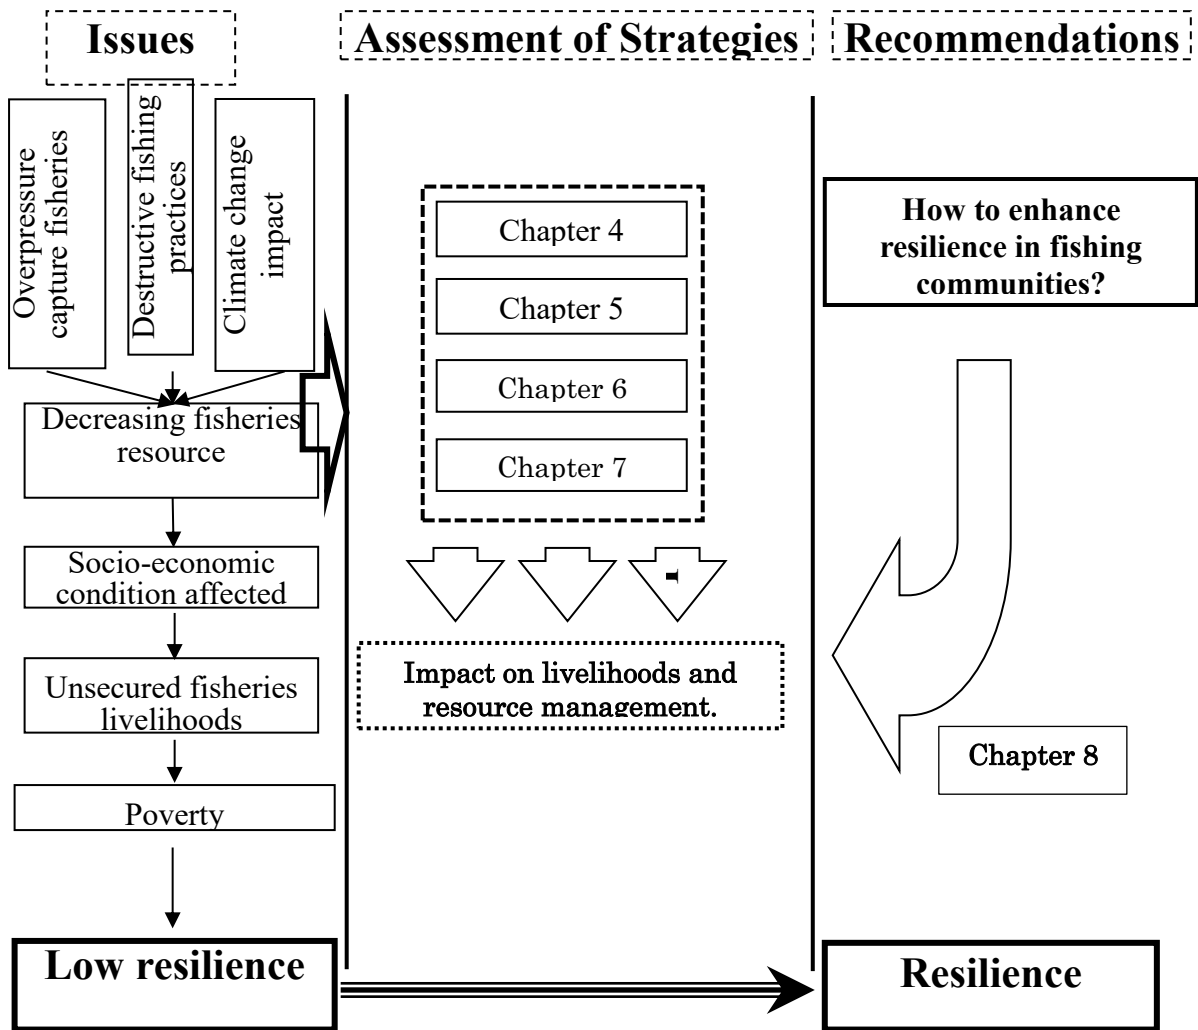 Issues
Assessment of Strategies
Recommendations
Overpressure
capture fisheries
Destructive fishing
practices
Climate change
impact
Decreasing fisheries
resource
Socio-economic
condition affected
Unsecured fisheries
livelihoods
Poverty
Low resilience
Chapter 4
Chapter 5
Chapter 6
Chapter 7
Impact on livelihoods and
resource management.
How to enhance
resilience in fishing
communities?
Chapter 8
Resilience